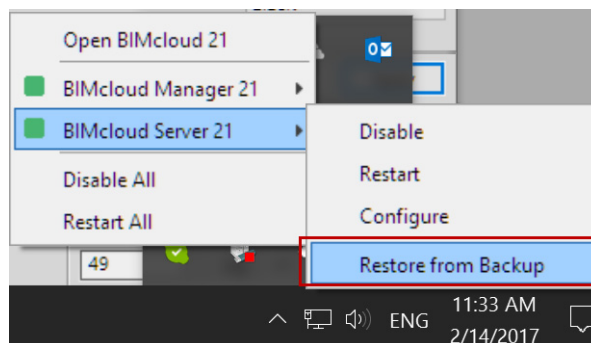 Open BIMcloud 21
BIMcloud Manager 21
BIMcloud Server 21
Disable All
Restart All
Disable
Restart
Configure
Restore from Backup
49
ENG
11:33 AM
2/14/2017